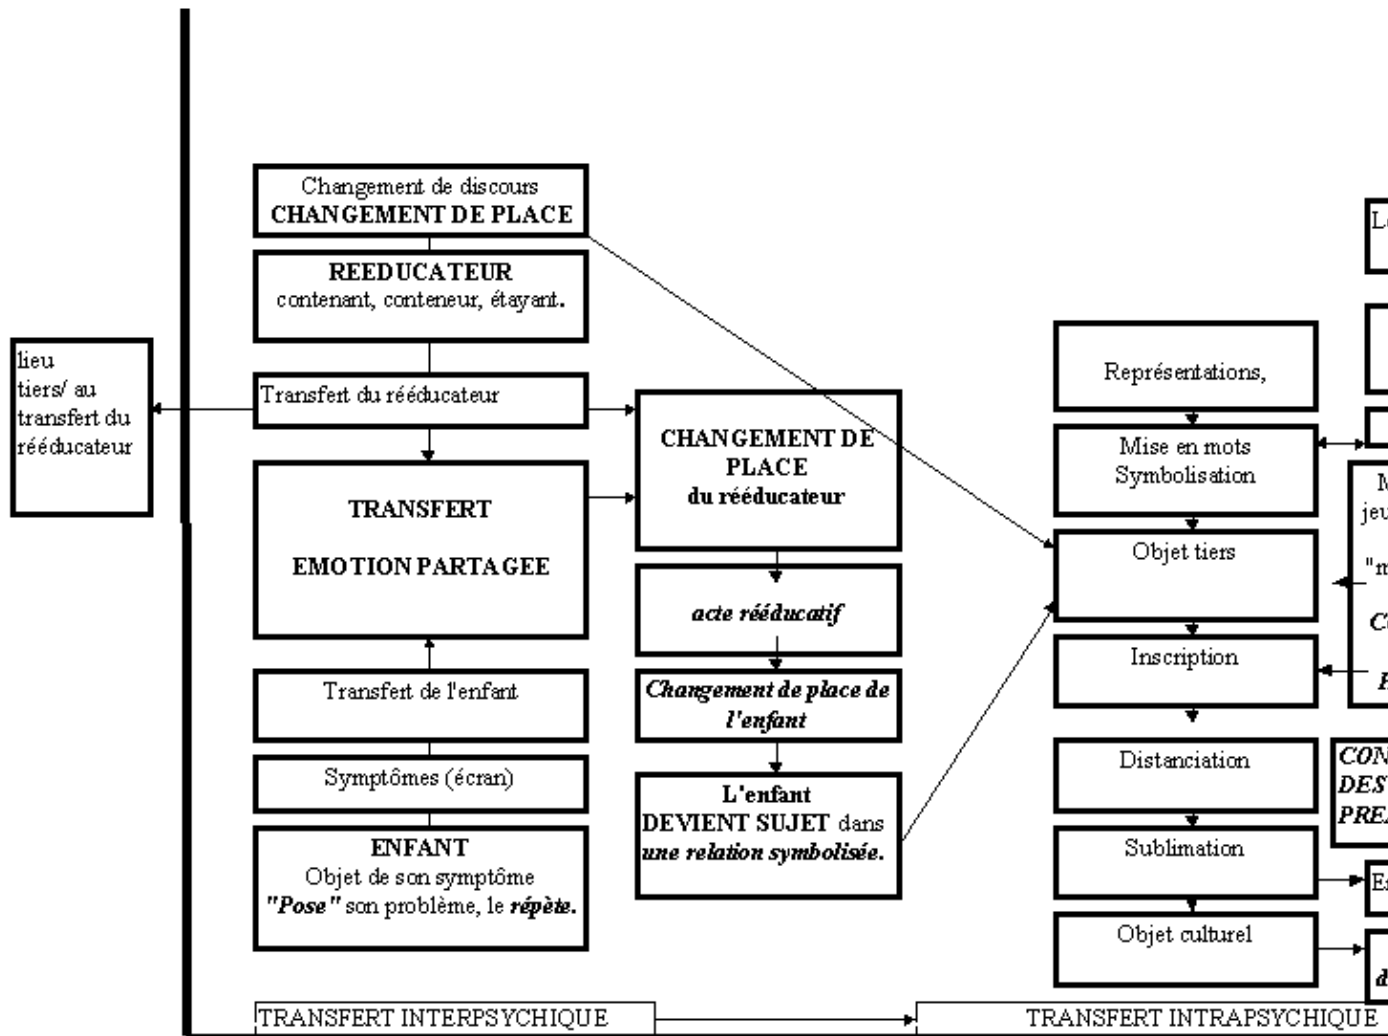 lieu
tiers/ au
transfert du
rééducateur
Changement de discours
CHANGEMENT DE PLACE
REEDUCATEUR
contenant, conteneur, étayant.
Transfert du rééducateur
TRANSFERT
EMOTION PARTAGEE
Transfert de l'enfant
Symptômes (écran)
ENFANT
Objet de son symptôme
"Pose" son problème, le répète.
CHANGEMENT DE
PLACE
du rééducateur
acte rééducatif
Changement de place de
l'enfant
L'enfant
DEVIENT SUJET dans
une relation symbolisée.
Représentations,
Mise en mots
Symbolisation
Objet tiers
Inscription
Distanciation
Sublimation
Objet culturel
jeu
DES
TRANSFERT INTERPSYCHIQUE
TRANSFERT INTRAPSYCHIQUE